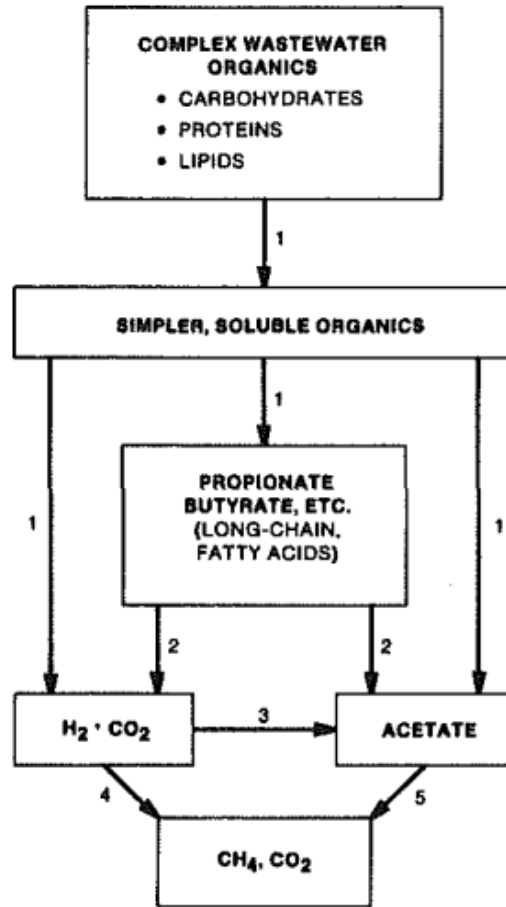 COMPLEX WASTEWATER
ORGANICS
• CARBOHYDRATES
• PROTEINS
• LIPIDS
1
SIMPLER, SOLUBLE ORGANICS
1
1
1
PROPIONATE
BUTYRATE, ETC.
(LONG-CHAIN,
FATTY ACIDS)
2
2
H₂ · CO₂
3
ACETATE
4
5
CH₄, CO₂